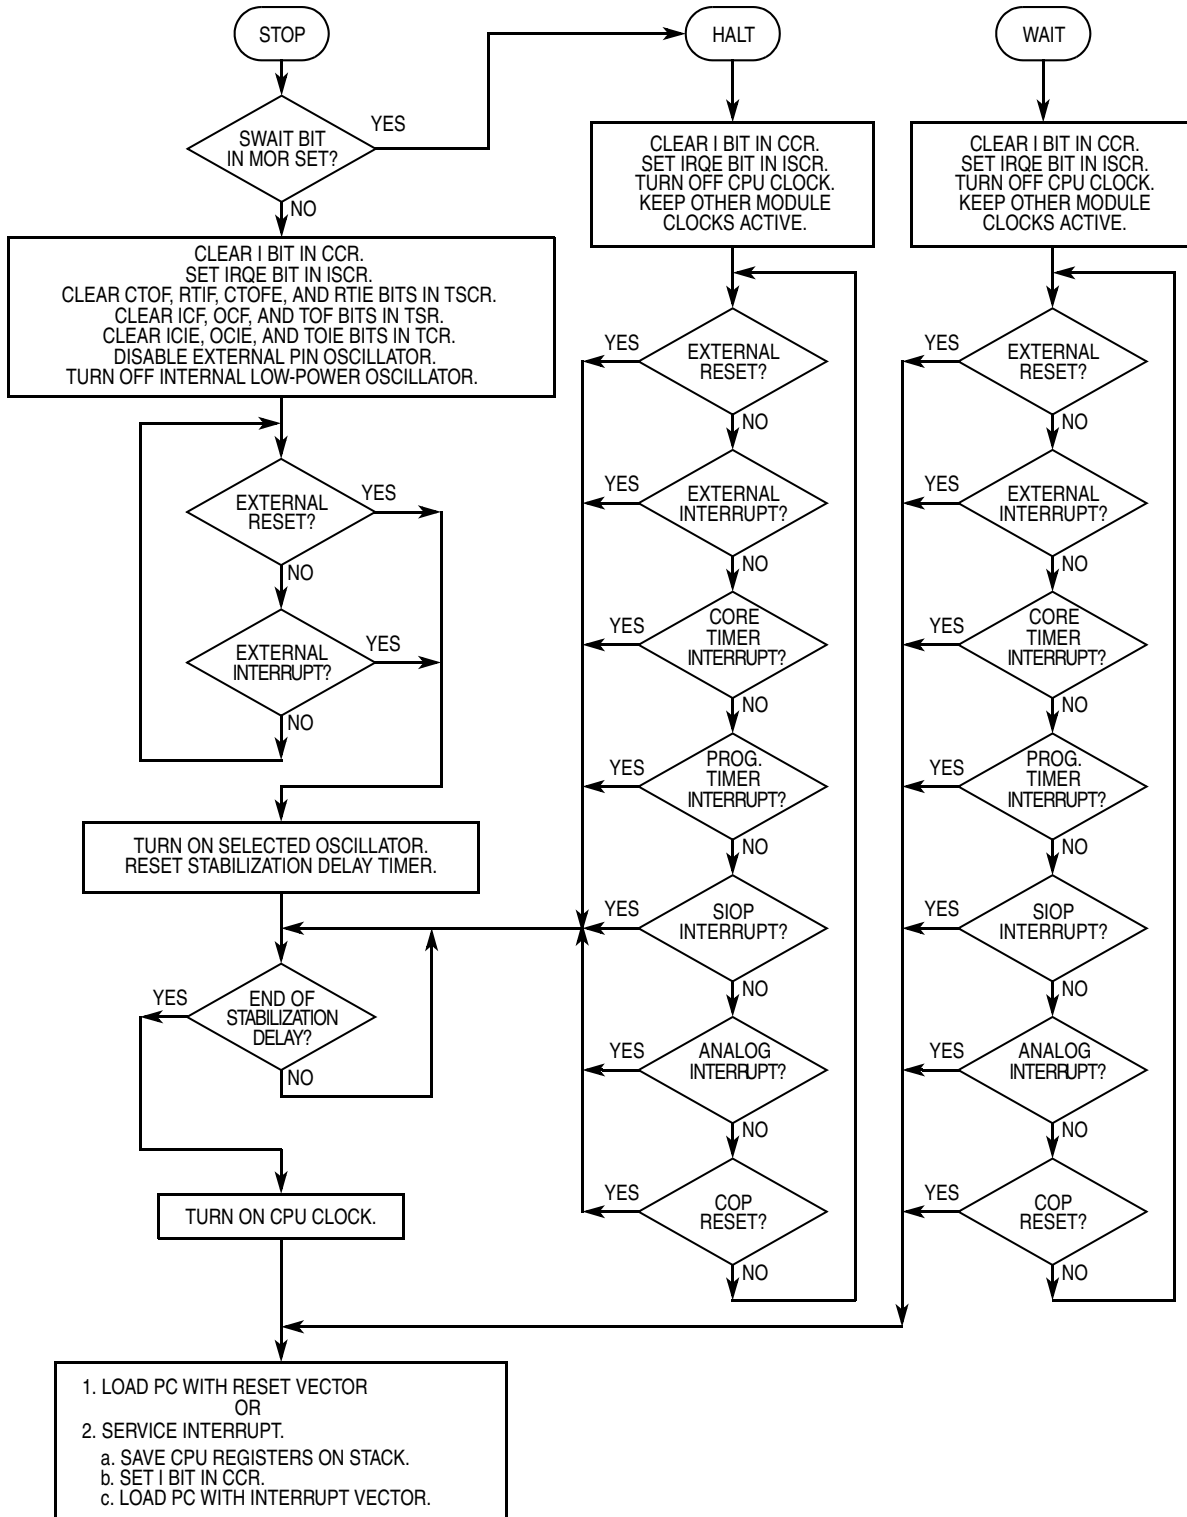 STOP
SWAIT BIT
IN MOR SET?
YES
NO
CLEAR I BIT IN CCR.
SET IRQE BIT IN ISCR.
CLEAR CTOF, RTIF, CTOFE, AND RTIE BITS IN TSCR.
CLEAR ICF, OCF, AND TOF BITS IN TSR.
CLEAR ICIE, OCIE, AND TOIE BITS IN TCR.
DISABLE EXTERNAL PIN OSCILLATOR.
TURN OFF INTERNAL LOW-POWER OSCILLATOR.
EXTERNAL
RESET?
YES
NO
EXTERNAL
INTERRUPT?
YES
NO
TURN ON SELECTED OSCILLATOR.
RESET STABILIZATION DELAY TIMER.
YES
END OF
STABILIZATION
DELAY?
NO
TURN ON CPU CLOCK.
1. LOAD PC WITH RESET VECTOR
OR
2. SERVICE INTERRUPT.
a. SAVE CPU REGISTERS ON STACK.
b. SET I BIT IN CCR.
c. LOAD PC WITH INTERRUPT VECTOR.
HALT
CLEAR I BIT IN CCR.
SET IRQE BIT IN ISCR.
TURN OFF CPU CLOCK.
KEEP OTHER MODULE
CLOCKS ACTIVE.
YES
EXTERNAL
RESET?
NO
YES
EXTERNAL
INTERRUPT?
NO
YES
CORE
TIMER
INTERRUPT?
NO
YES
PROG.
TIMER
INTERRUPT?
NO
YES
SIOP
INTERRUPT?
NO
YES
ANALOG
INTERRUPT?
NO
YES
COP
RESET?
NO
WAIT
CLEAR I BIT IN CCR.
SET IRQE BIT IN ISCR.
TURN OFF CPU CLOCK.
KEEP OTHER MODULE
CLOCKS ACTIVE.
YES
EXTERNAL
RESET?
NO
YES
EXTERNAL
INTERRUPT?
NO
YES
CORE
TIMER
INTERRUPT?
NO
YES
PROG.
TIMER
INTERRUPT?
NO
YES
SIOP
INTERRUPT?
NO
YES
ANALOG
INTERRUPT?
NO
YES
COP
RESET?
NO